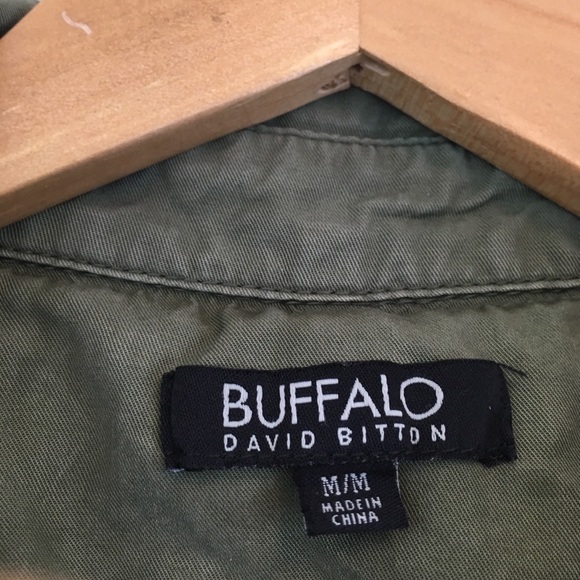 BUFFALO
DAVID BITTON
M/M
MADE IN
CHINA